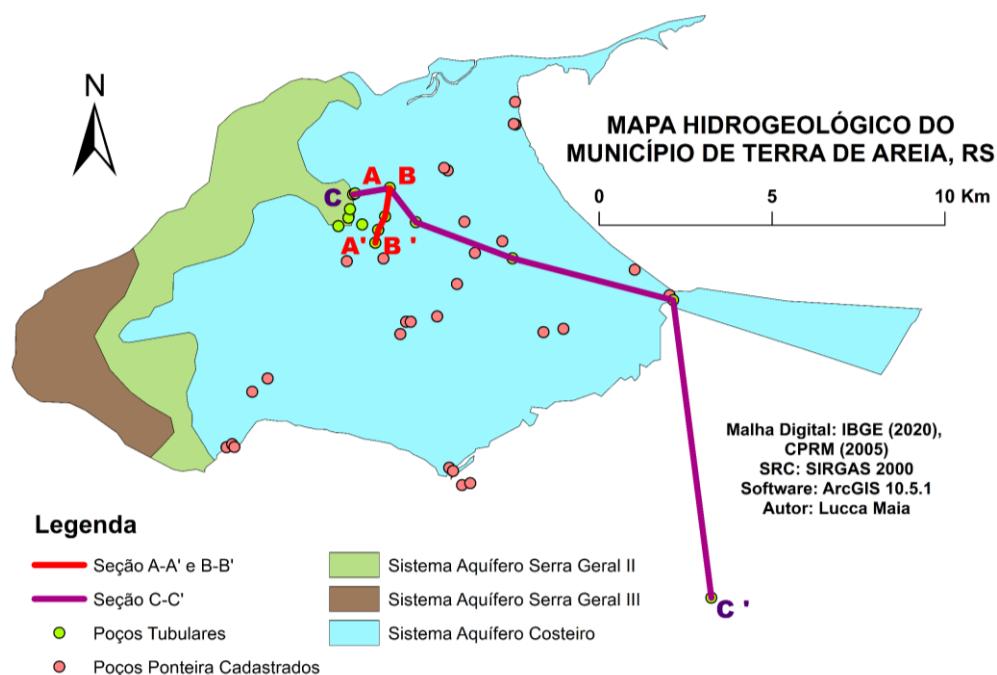 N
MAPA HIDROGEOLÓGICO DO
MUNICÍPIO DE TERRA DE AREIA, RS
0 5 10 Km
A B
C
A' B'
Malha Digital: IBGE (2020),
CPRM (2005)
SRC: SIRGAS 2000
Software: ArcGIS 10.5.1
Autor: Lucca Maia
C '
Legenda
Seção A-A' e B-B'
Seção C-C'
Poços Tubulares
Poços Ponteira Cadastrados
Sistema Aquífero Serra Geral II
Sistema Aquífero Serra Geral III
Sistema Aquífero Costeiro